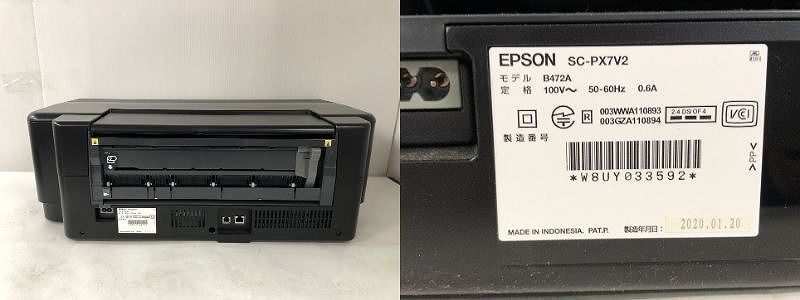 EPSON SC-PX7V2
モデル B472A
定 格 100V～ 50-60Hz 0.6A
R 003WWA110893
003GZA110894
2.4 DS/OF 4
VCI
製造番号
*W8UY033592*
>PP<
MADE IN INDONESIA. PAT.P. 製造年月日: 2020.01.20